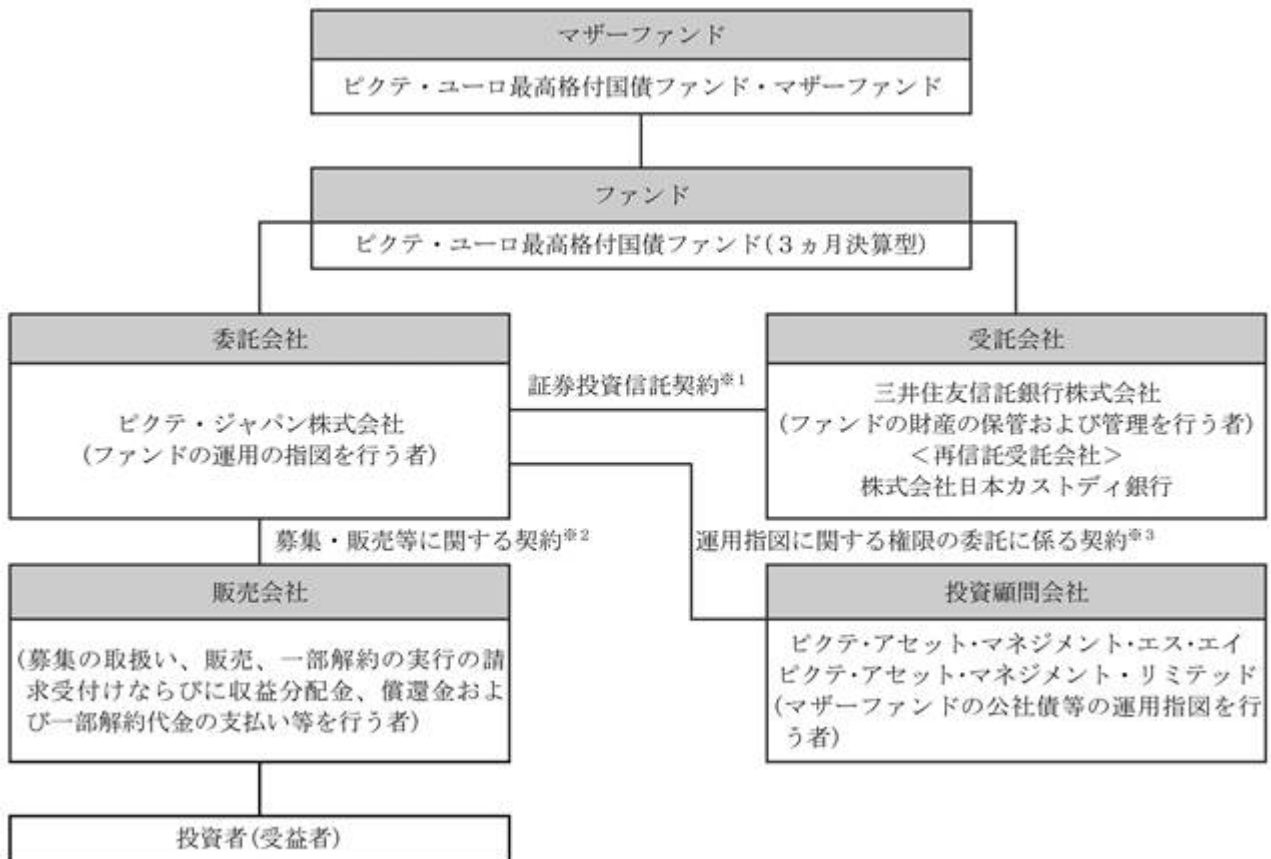 マザーファンド
ピクテ・ユーロ最高格付国債ファンド・マザーファンド
ファンド
ピクテ・ユーロ最高格付国債ファンド(3ヵ月決算型)
委託会社
ピクテ・ジャパン株式会社
(ファンドの運用の指図を行う者)
証券投資信託契約※1
受託会社
三井住友信託銀行株式会社
(ファンドの財産の保管および管理を行う者)
<再信託受託会社>
株式会社日本カストディ銀行
募集・販売等に関する契約※2
運用指図に関する権限の委託に係る契約※3
販売会社
(募集の取扱い、販売、一部解約の実行の請
求受付けならびに収益分配金、償還金およ
び一部解約代金の支払い等を行う者)
投資顧問会社
ピクテ・アセット・マネジメント・エス・エイ
ピクテ・アセット・マネジメント・リミテッド
(マザーファンドの公社債等の運用指図を行
う者)
投資者(受益者)